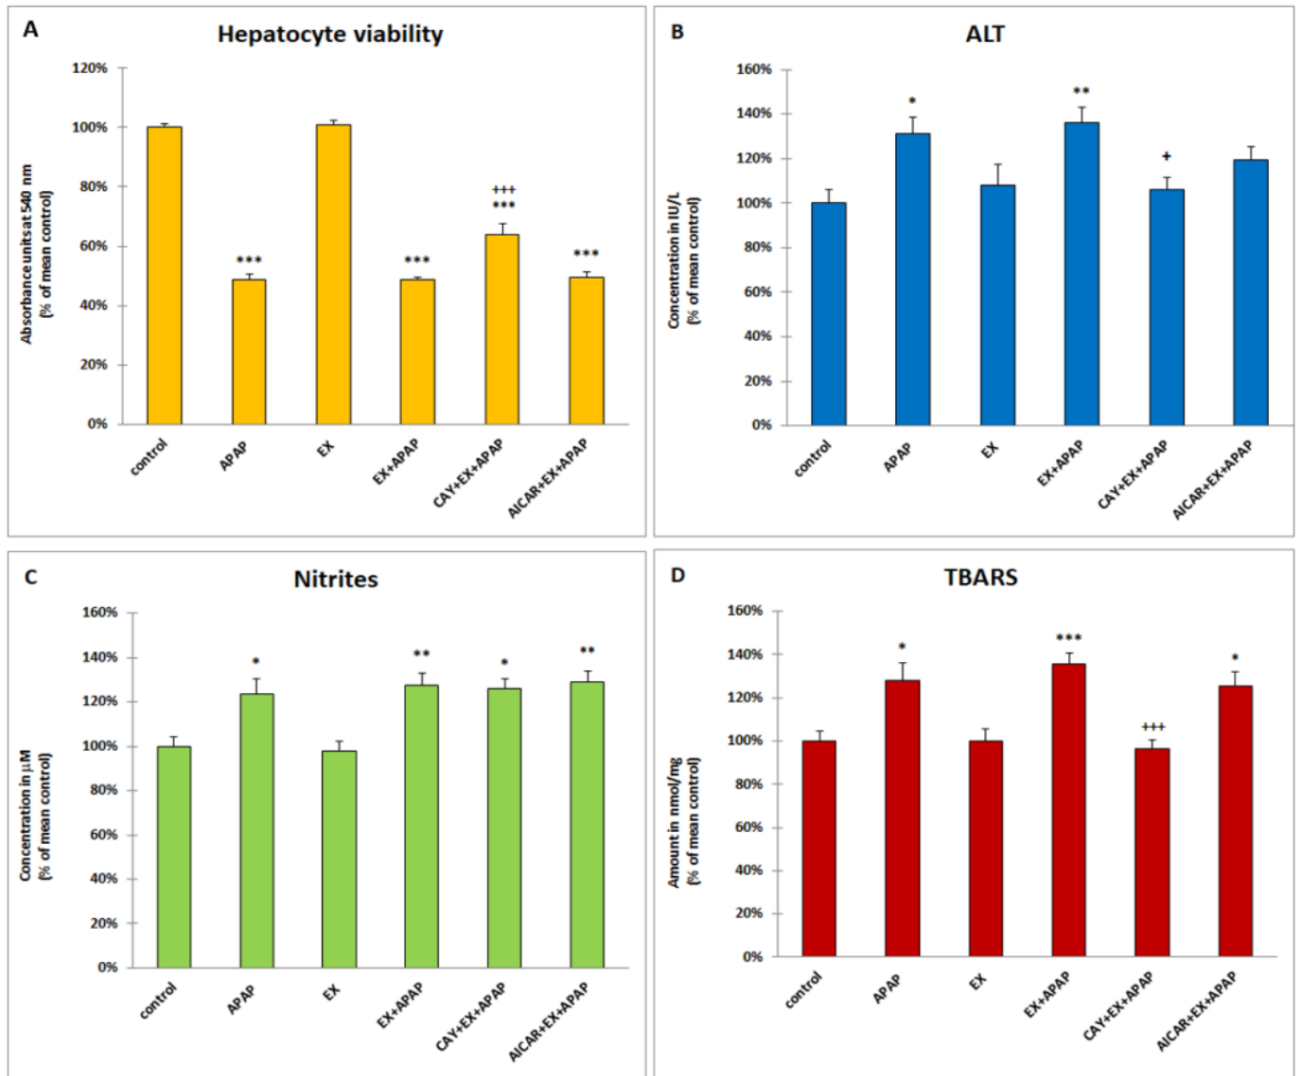 A
Hepatocyte viability
120%
100%
80%
60%
40%
20%
0%
Absorbance units at 540 nm
(% of mean control)
***
***
+++
***
***
control
APAP
EX
EX+APAP
CAY+EX+APAP
AICAR+EX+APAP
B
ALT
160%
140%
120%
100%
80%
60%
40%
20%
0%
Concentration in IU/L
(% of mean control)
*
**
+
control
APAP
EX
EX+APAP
CAY+EX+APAP
AICAR+EX+APAP
C
Nitrites
160%
140%
120%
100%
80%
60%
40%
20%
0%
Concentration in µM
(% of mean control)
*
**
*
**
control
APAP
EX
EX+APAP
CAY+EX+APAP
AICAR+EX+APAP
D
TBARS
160%
140%
120%
100%
80%
60%
40%
20%
0%
Amount in nmol/mg
(% of mean control)
*
***
+++
*
control
APAP
EX
EX+APAP
CAY+EX+APAP
AICAR+EX+APAP